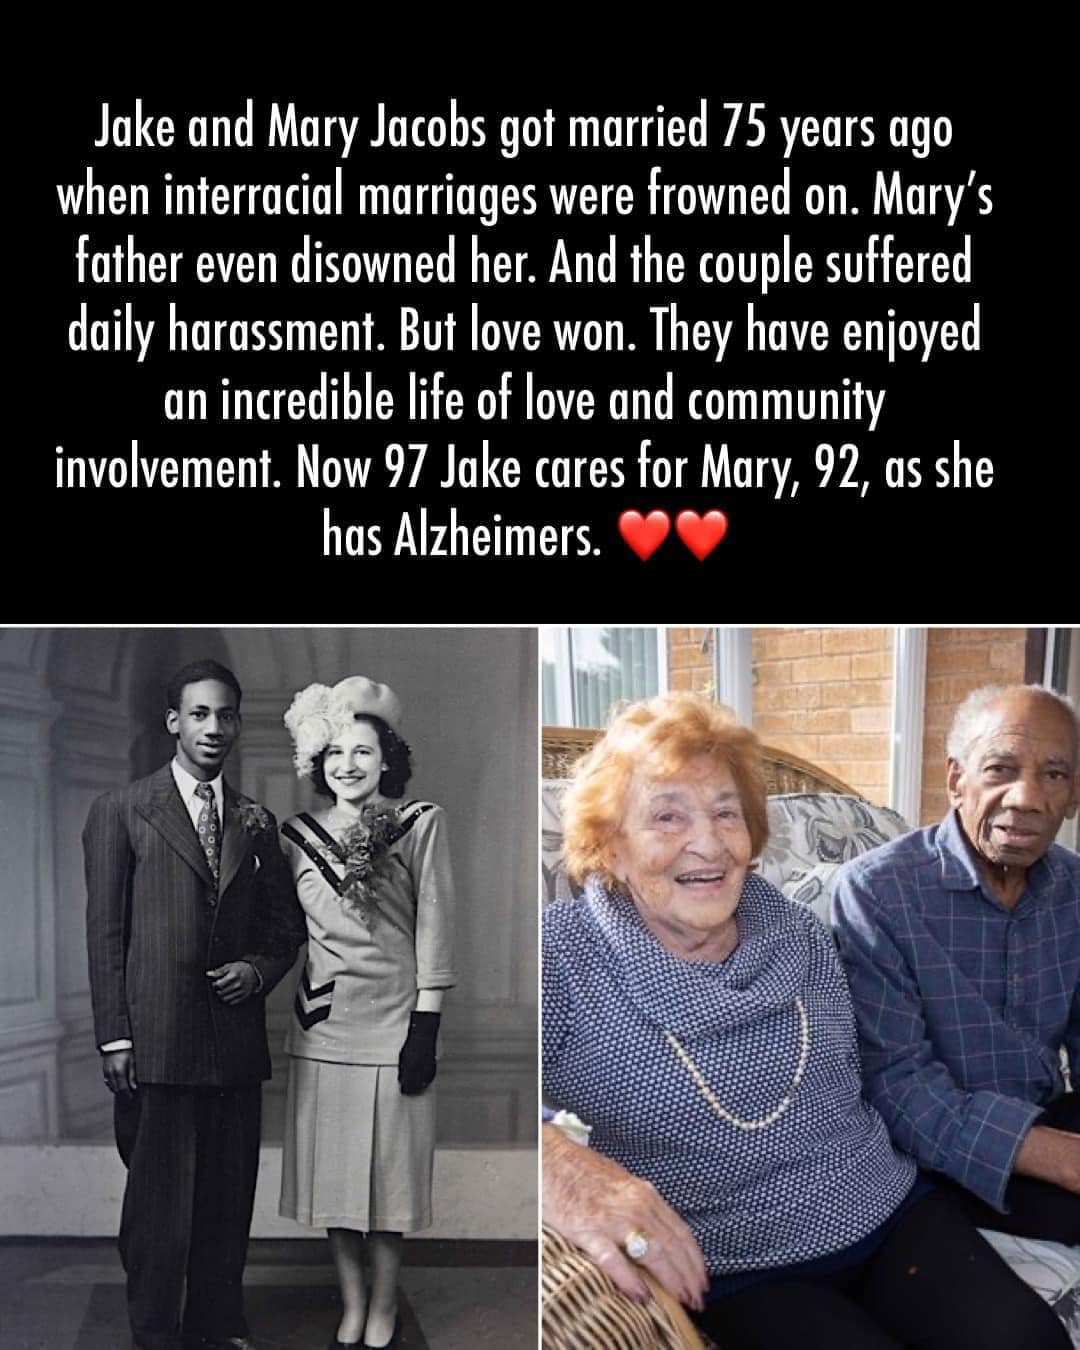 Jake and Mary Jacobs got married 75 years ago
when interracial marriages were frowned on. Mary’s
father even disowned her. And the couple suffered
daily harassment. But love won. They have enjoyed
an incredible life of love and community
involvement. Now 97 Jake cares for Mary, 92, as she
has Alzheimers. ❤️❤️